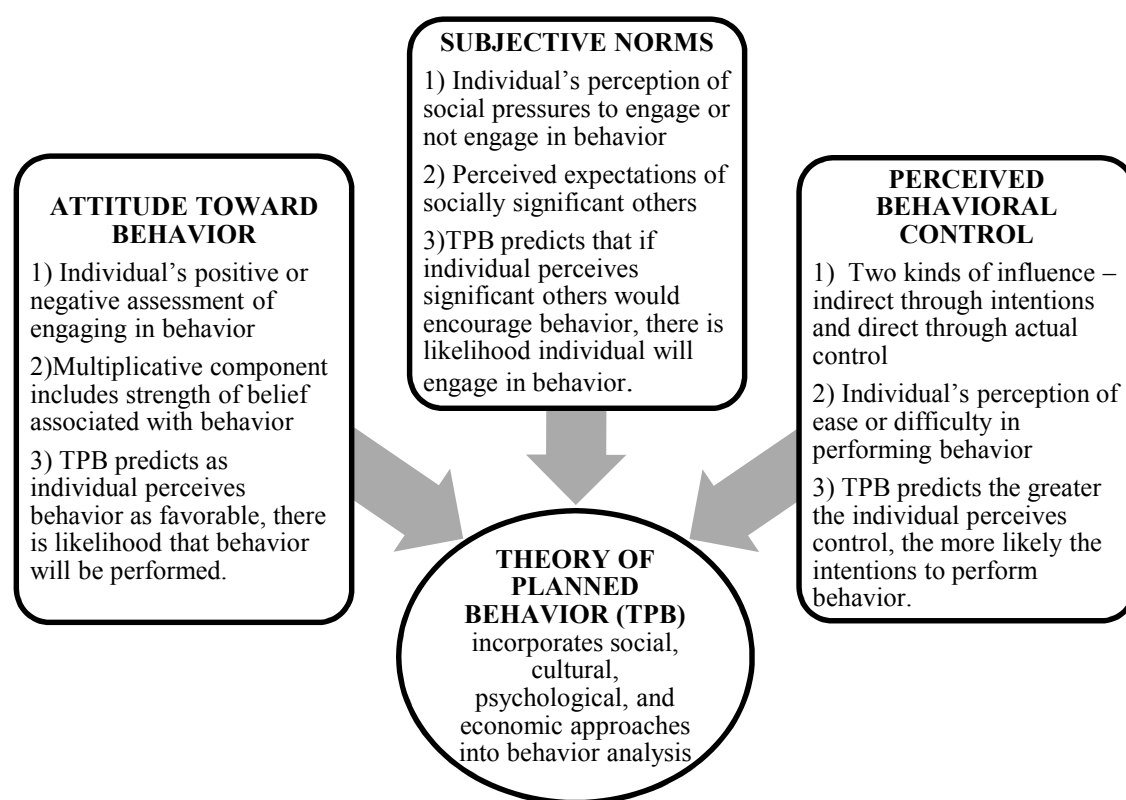 SUBJECTIVE NORMS
1) Individual’s perception of
social pressures to engage or
not engage in behavior
2) Perceived expectations of
socially significant others
3)TPB predicts that if
individual perceives
significant others would
encourage behavior, there is
likelihood individual will
engage in behavior.
ATTITUDE TOWARD
BEHAVIOR
1) Individual’s positive or
negative assessment of
engaging in behavior
2)Multiplicative component
includes strength of belief
associated with behavior
3) TPB predicts as
individual perceives
behavior as favorable, there
is likelihood that behavior
will be performed.
PERCEIVED
BEHAVIORAL
CONTROL
1) Two kinds of influence –
indirect through intentions
and direct through actual
control
2) Individual’s perception of
ease or difficulty in
performing behavior
3) TPB predicts the greater
the individual perceives
control, the more likely the
intentions to perform
behavior.
THEORY OF
PLANNED
BEHAVIOR (TPB)
incorporates social,
cultural,
psychological, and
economic approaches
into behavior analysis